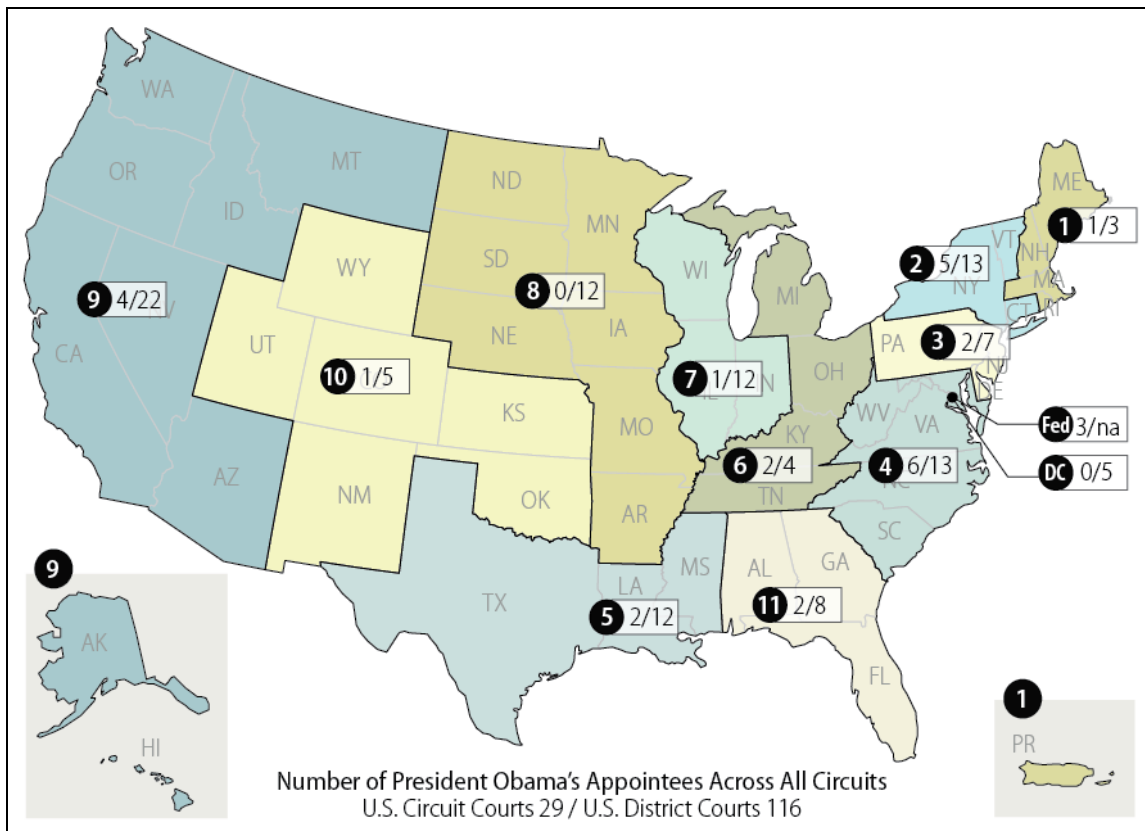 WA
OR
ID
MT
CA
9 4/22
V
AZ
WY
UT
10 1/5
NM
KS
OK
ND
SD
NE
MN
8 0/12
IA
MO
AR
WI
MI
7 1/12
IL
IN
OH
KY
6 2/4
TN
TX
LA
MS
5 2/12
AL
GA
11 2/8
FL
SC
NC
4 6/13
WV
VA
PA
3 2/7
NJ
DE
2 5/13
VT
NY
NH
ME
1 1/3
MA
CT
RI
Fed 3/na
DC 0/5
9
AK
HI
1
PR
Number of President Obama’s Appointees Across All Circuits
U.S. Circuit Courts 29 / U.S. District Courts 116